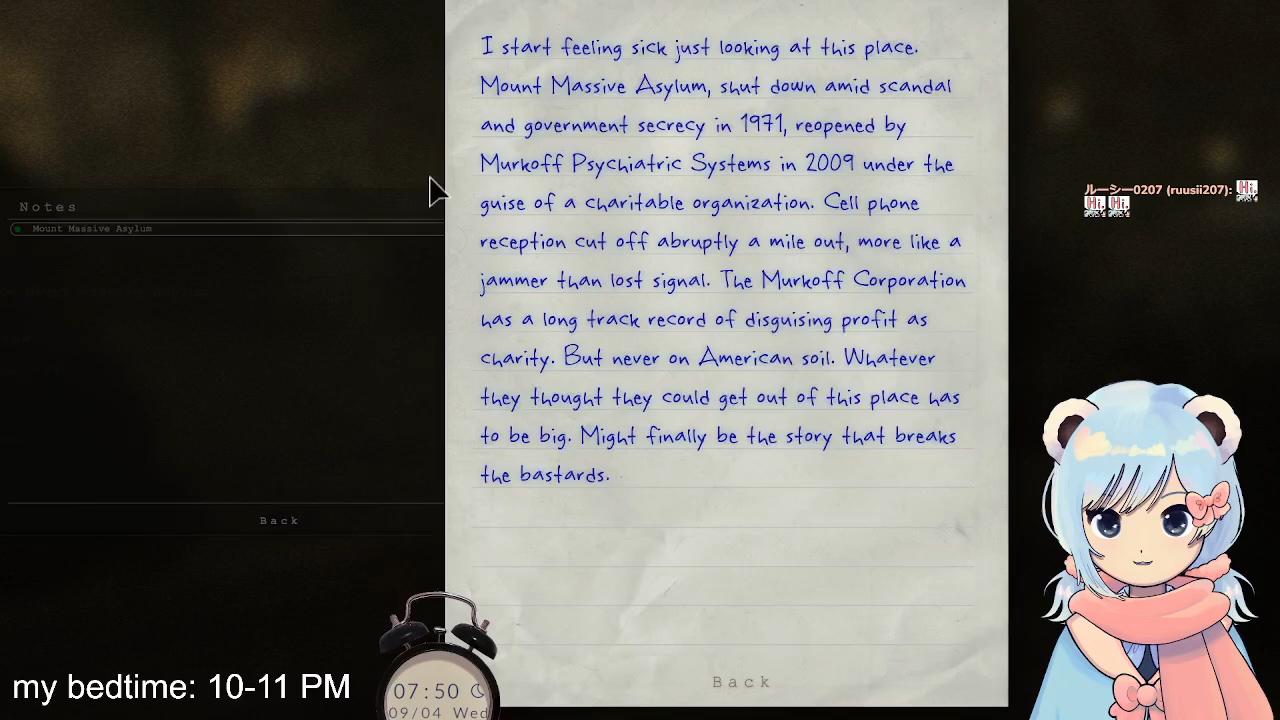 I start feeling sick just looking at this place.
Mount Massive Asylum, shut down amid scandal
and government secrecy in 1971, reopened by
Murkoff Psychiatric Systems in 2009 under the
guise of a charitable organization. Cell phone
reception cut off abruptly a mile out, more like a
jammer than lost signal. The Murkoff Corporation
has a long track record of disguising profit as
charity. But never on American soil. Whatever
they thought they could get out of this place has
to be big. Might finally be the story that breaks
the bastards.
Back
Notes
Mount Massive Asylum
Back
ルーシー0207 (ruusii207): Hi,
Hi, Hi,
my bedtime: 10-11 PM
07:50
09/04 Wed